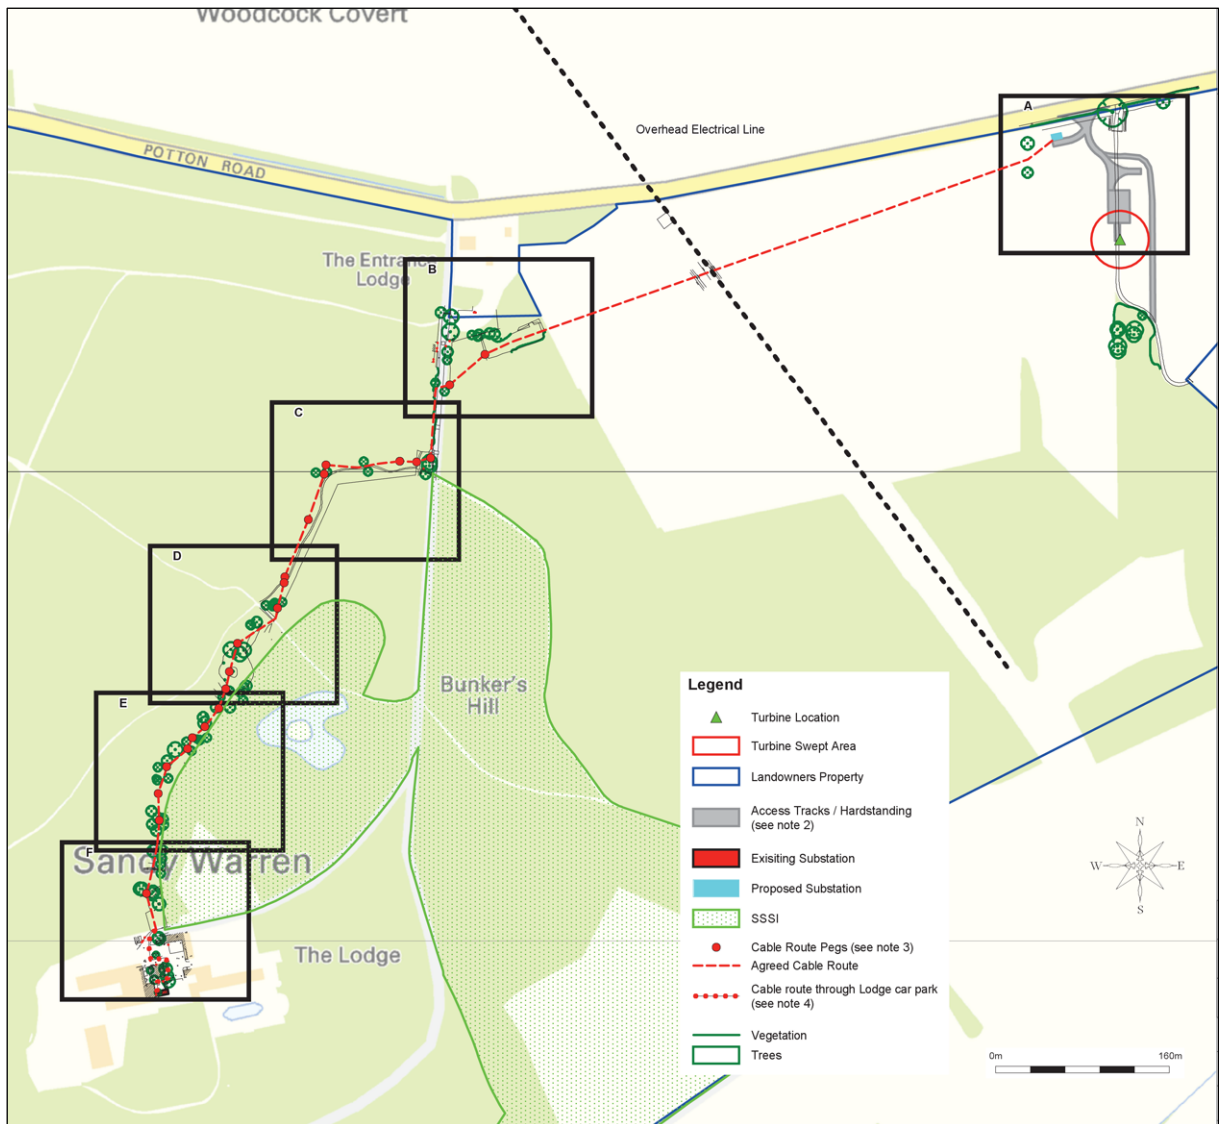 Woodcock Covert
A
Overhead Electrical Line
POTTON ROAD
The Entrance
Lodge
B
C
D
Bunker's
Hill
E
F
Sandy Warren
The Lodge
Legend
Turbine Location
Turbine Swept Area
Landowners Property
Access Tracks / Hardstanding
(see note 2)
Exisiting Substation
Proposed Substation
SSSI
Cable Route Pegs (see note 3)
Agreed Cable Route
Cable route through Lodge car park
(see note 4)
Vegetation
Trees
N
W
E
S
0m
160m